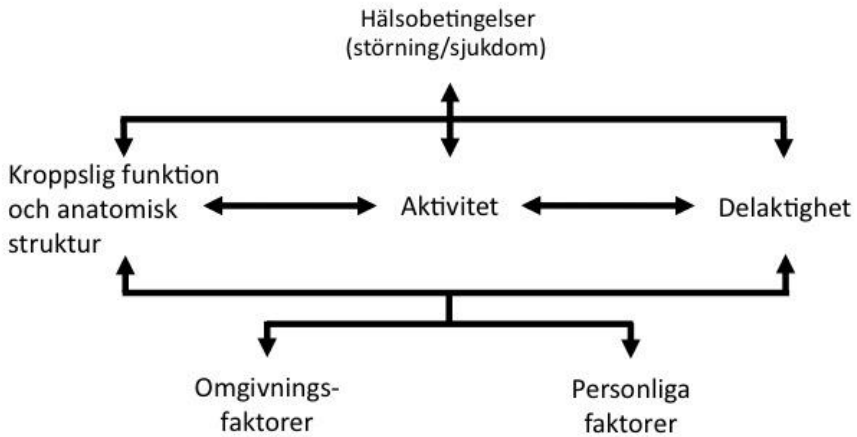 Hälsobetingelser
(störning/sjukdom)
Kroppslig funktion
och anatomisk
struktur
Aktivitet
Delaktighet
Omgivnings-
faktorer
Personliga
faktorer